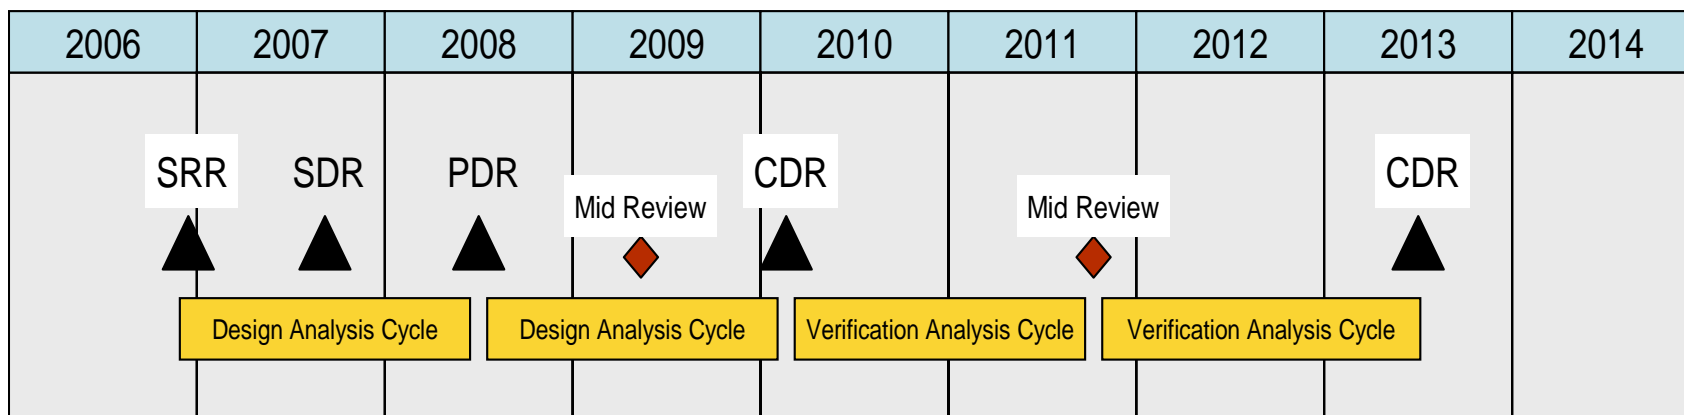 2006 2007 2008 2009 2010 2011 2012 2013 2014
SRR SDR PDR CDR CDR
Mid Review Mid Review
Design Analysis Cycle Design Analysis Cycle Verification Analysis Cycle Verification Analysis Cycle